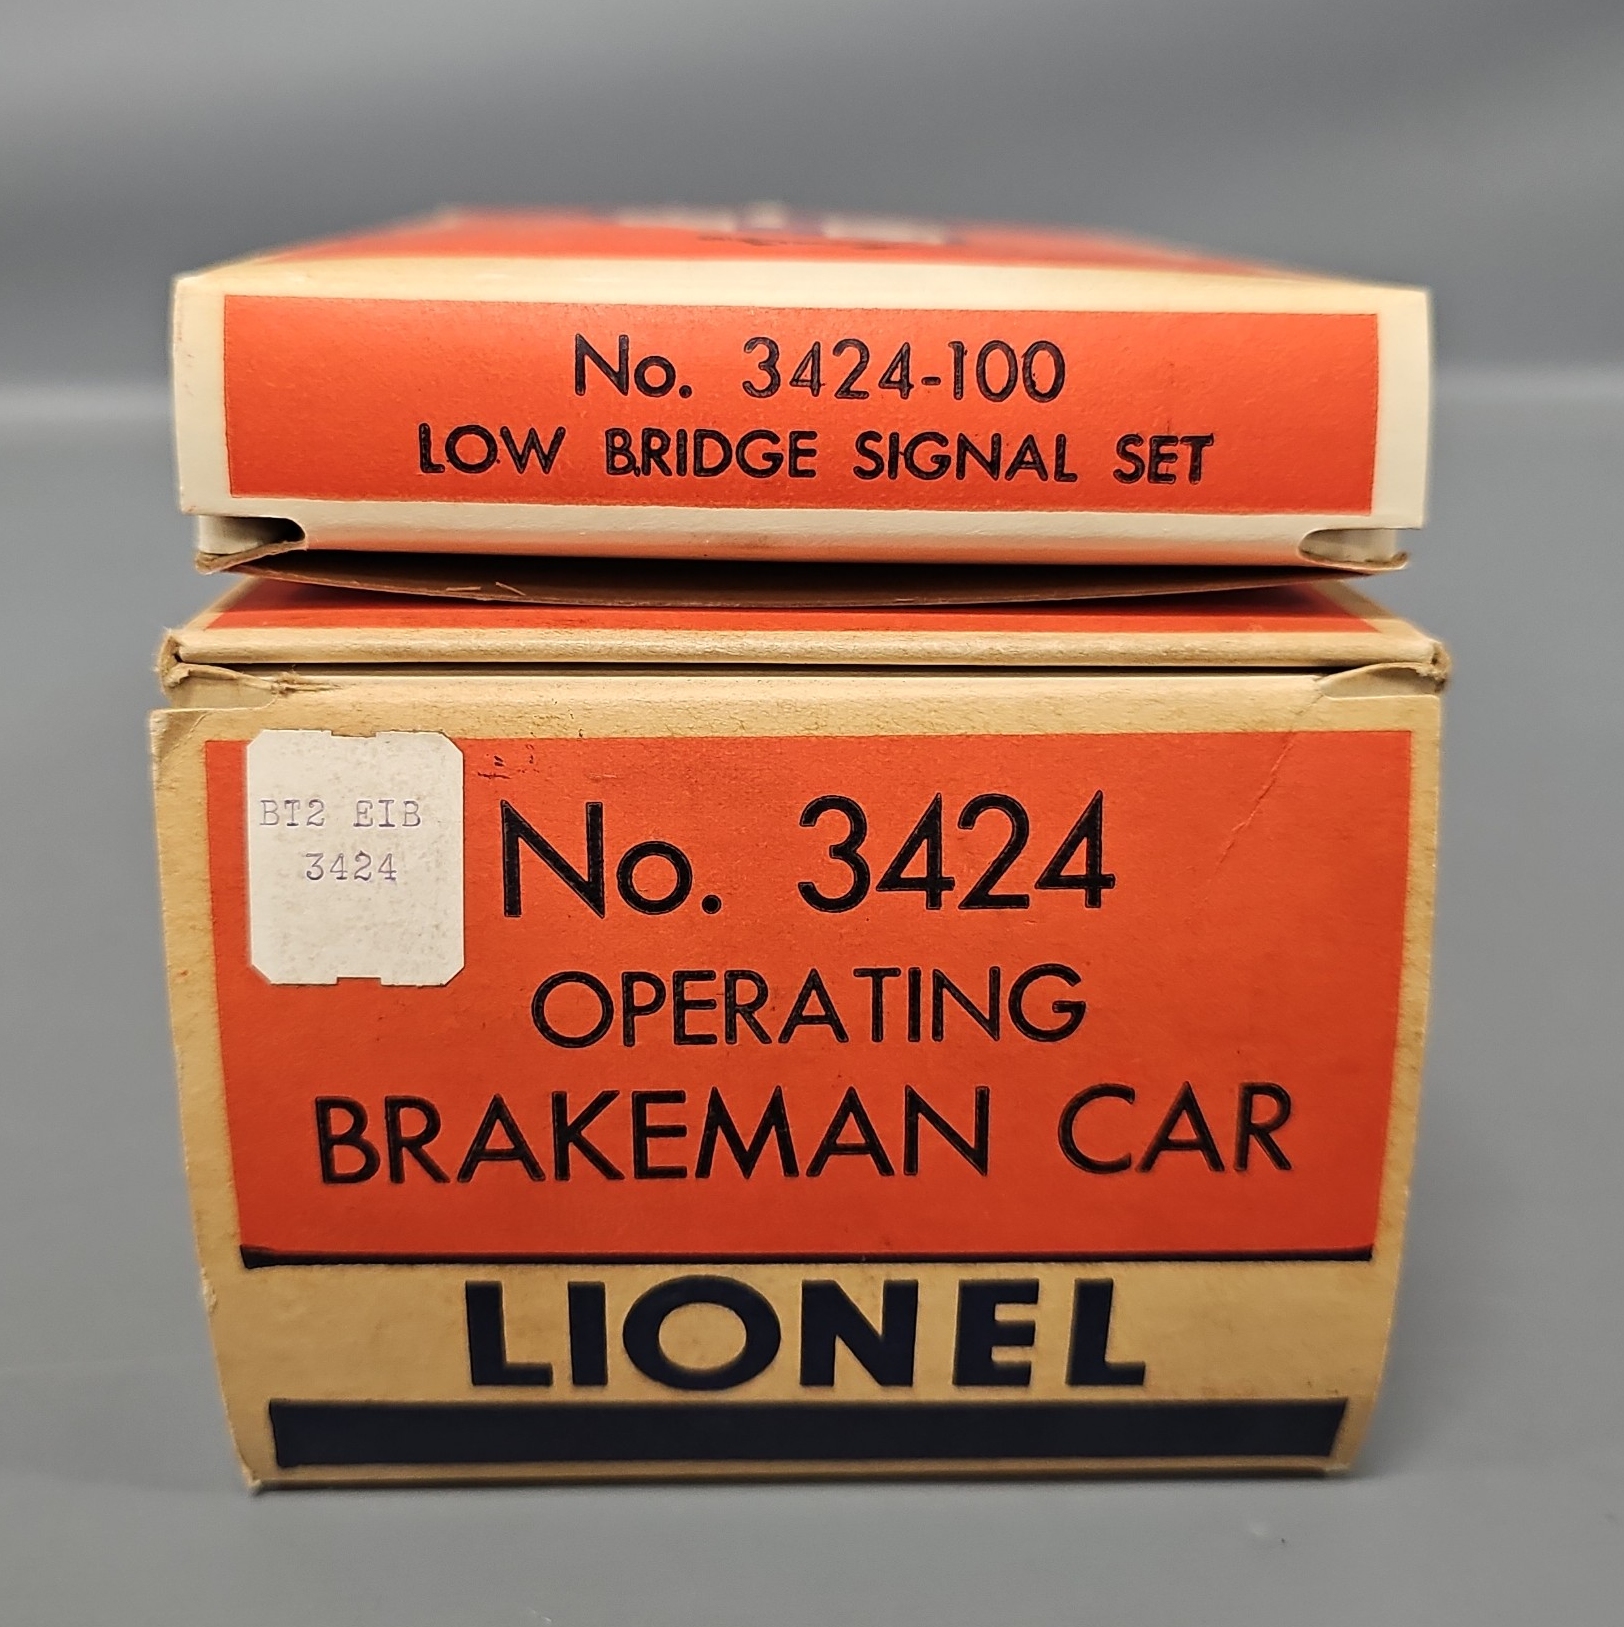 No. 3424-100
LOW BRIDGE SIGNAL SET
BT2 EIB
3424
No. 3424
OPERATING
BRAKEMAN CAR
LIONEL